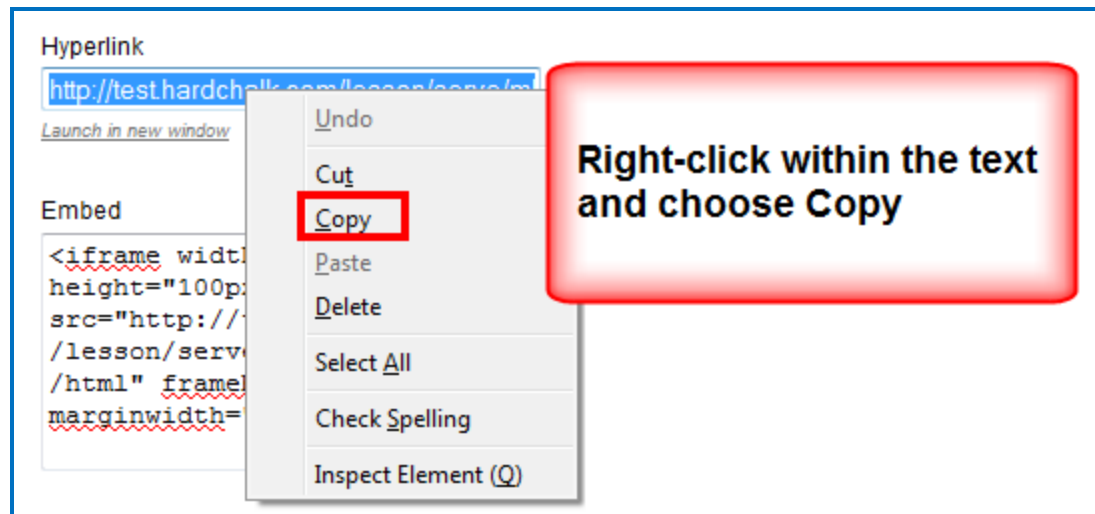 Hyperlink
http://test.hardchalk.com/lesson/serve/m
Launch in new window
Undo
Cut
Copy
Paste
Delete
Select All
Check Spelling
Inspect Element (Q)
Right-click within the text
and choose Copy
Embed
<iframe
height="100p
src="http://
/lesson/serv
/html"
marginwidth="